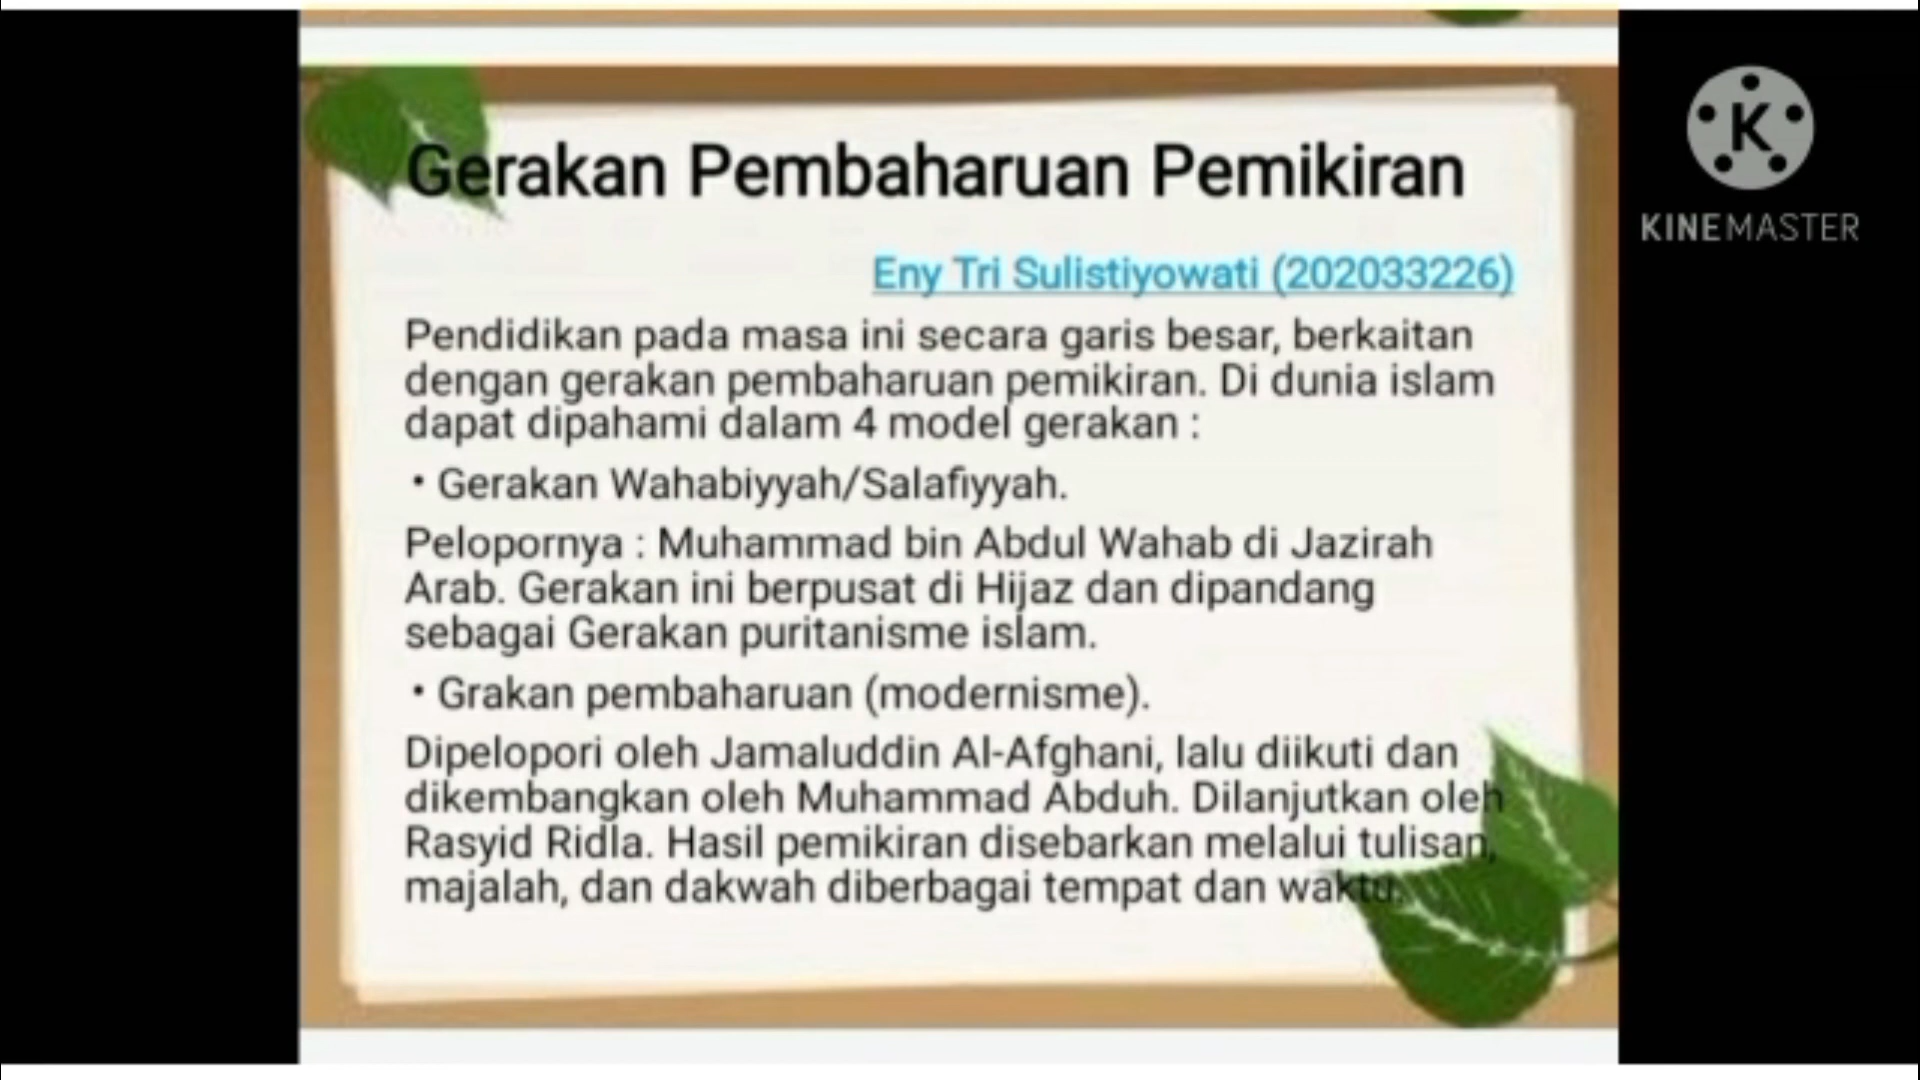 Gerakan Pembaharuan Pemikiran
Eny Tri Sulistiyowati (202033226)
Pendidikan pada masa ini secara garis besar, berkaitan
dengan gerakan pembaharuan pemikiran. Di dunia islam
dapat dipahami dalam 4 model gerakan :
• Gerakan Wahabiyyah/Salafiyyah.
Pelopornya : Muhammad bin Abdul Wahab di Jazirah
Arab. Gerakan ini berpusat di Hijaz dan dipandang
sebagai Gerakan puritanisme islam.
• Grakan pembaharuan (modernisme).
Dipelopori oleh Jamaluddin Al-Afghani, lalu diikuti dan
dikembangkan oleh Muhammad Abduh. Dilanjutkan oleh
Rasyid Ridla. Hasil pemikiran disebarkan melalui tulisan,
majalah, dan dakwah diberbagai tempat dan waktu.
K
KINEMASTER